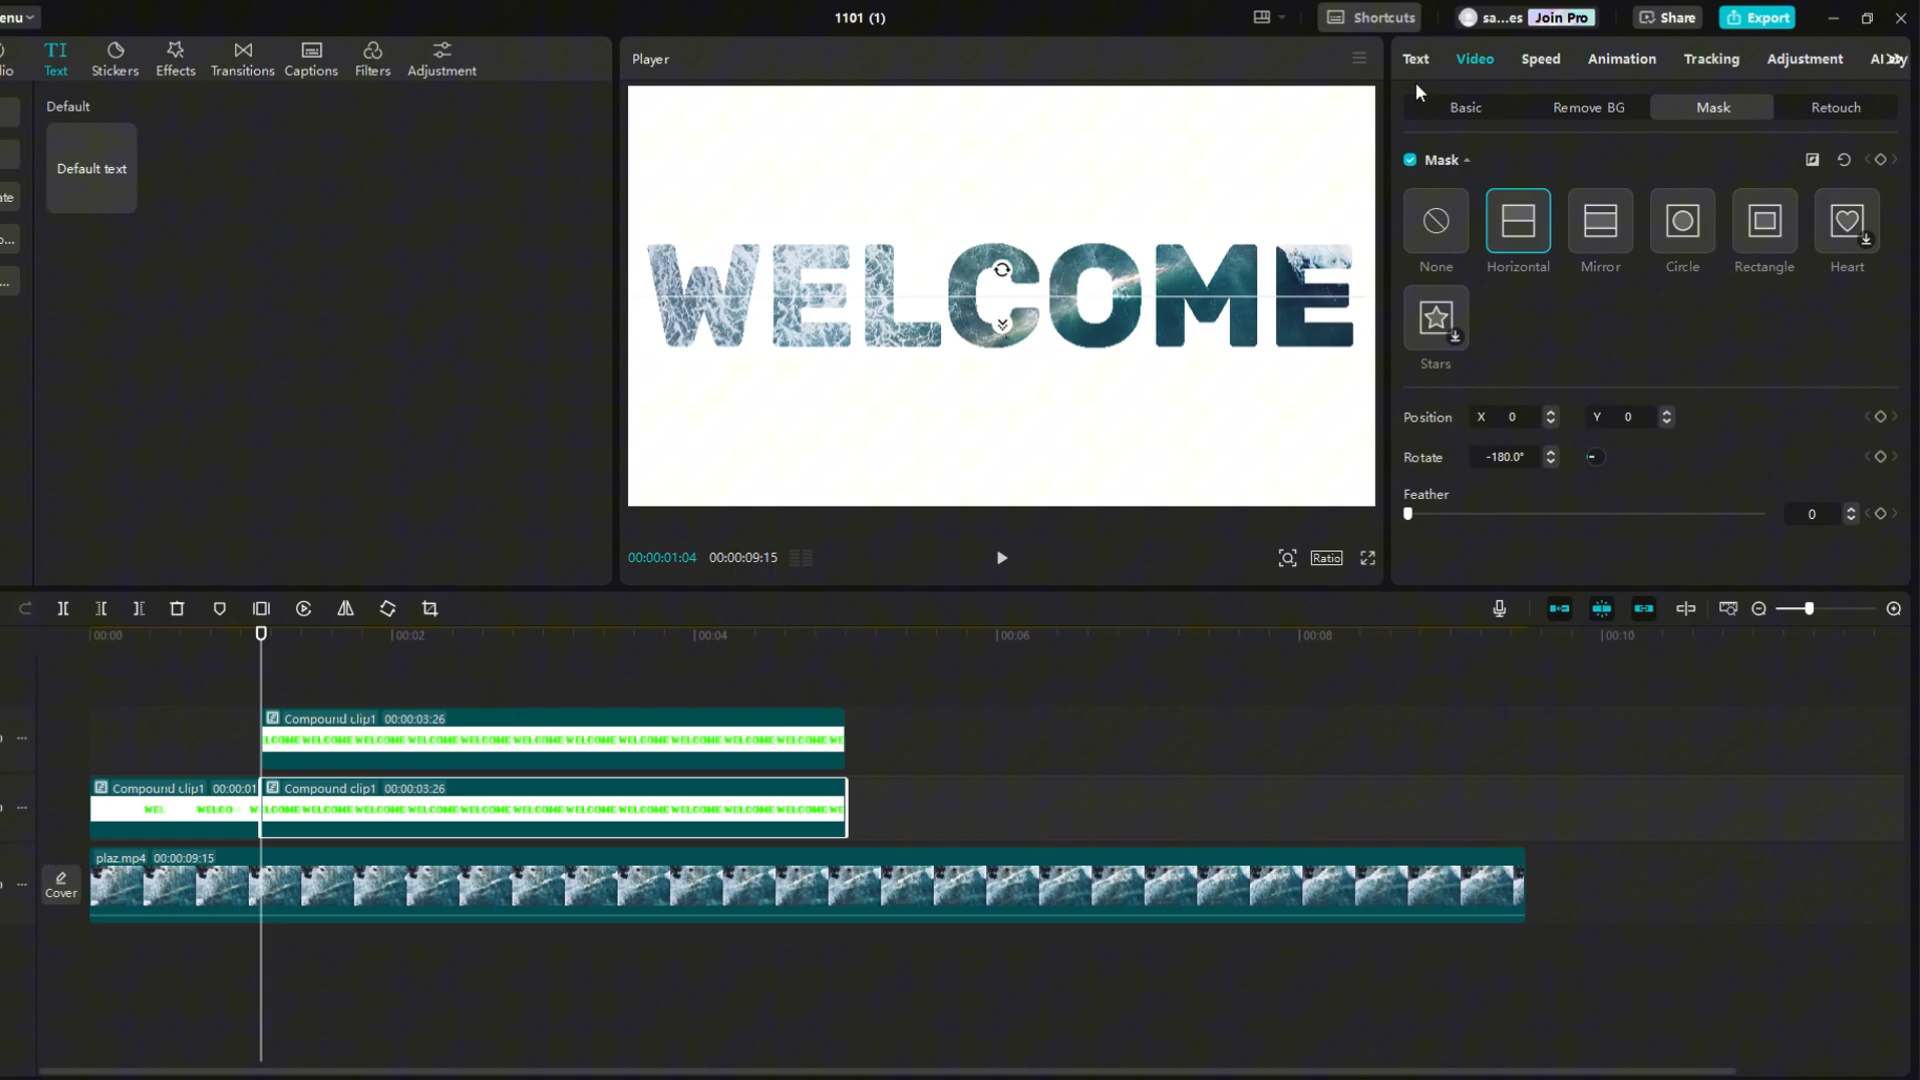 enu
1101 (1)
Shortcuts
sa...es
Join Pro
Share
Export
io
Text
Stickers
Effects
Transitions
Captions
Filters
Adjustment
Player
Text
Video
Speed
Animation
Tracking
Adjustment
Basic
Remove BG
Mask
Retouch
Default
Default text
ate
o...
...
Mask
None
Horizontal
Mirror
Circle
Rectangle
Heart
Stars
WELCOME
Position X 0 Y 0
Rotate -180.0°
Feather
0
00:00:01:04 00:00:09:15
Ratio
00:00
00:02
00:04
00:06
00:08
00:10
Compound clip1 00:00:03:26
LCOME WELCOME WELCOME WELCOME WELCOME WELCOME WELCOME WELCOME WELCOME WELCOME WELCOME WE
Compound clip1 00:00:01
Compound clip1 00:00:03:26
WEL WELCO W
LCOME WELCOME WELCOME WELCOME WELCOME WELCOME WELCOME WELCOME WELCOME WELCOME WELCOME WE
plaz.mp4 00:00:09:15
Cover